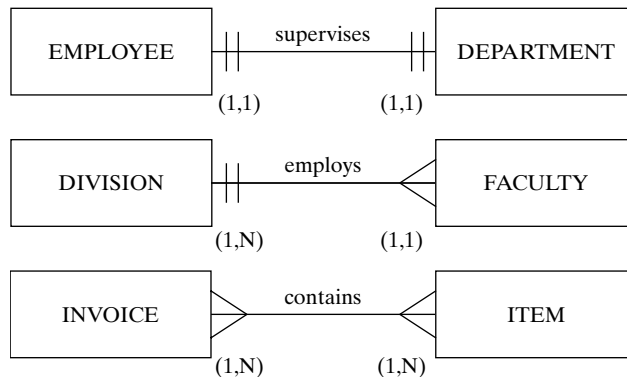 supervises
EMPLOYEE DEPARTMENT
(1,1) (1,1)
employs
DIVISION FACULTY
(1,N) (1,1)
contains
INVOICE ITEM
(1,N) (1,N)